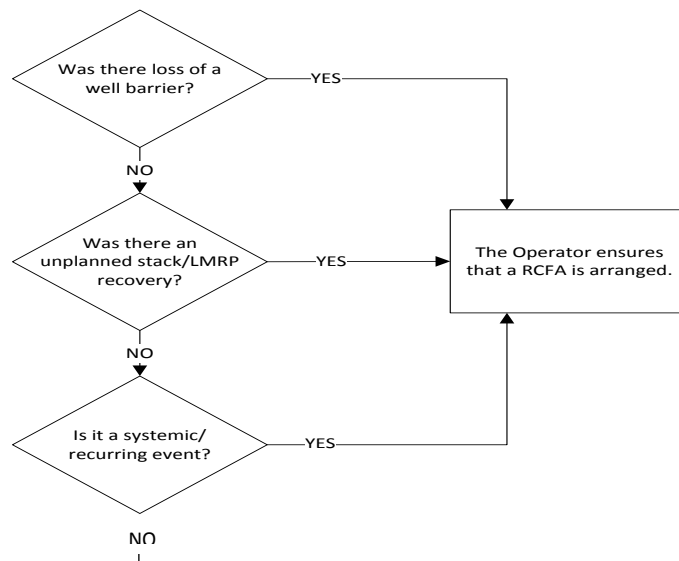 Was there loss of a
well barrier?
YES
NO
Was there an
unplanned stack/LMRP
recovery?
YES
The Operator ensures
that a RCFA is arranged.
NO
Is it a systemic/
recurring event?
YES
NO